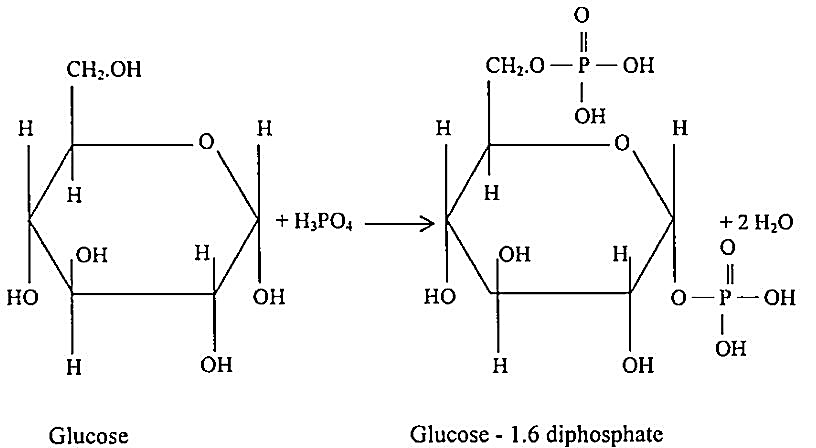 O
CH₂.OH CH₂.O — P — OH
OH
H O H H O H
H H
+ H₃PO₄ + 2 H₂O
OH H OH H O
HO OH HO O — P — OH
OH
H OH H OH
Glucose Glucose - 1.6 diphosphate